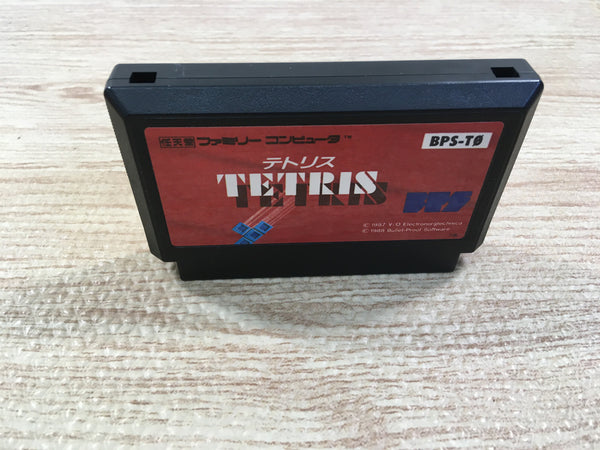 任天堂 ファミリー コンピュータ™
BPS-TØ
テトリス
TETRIS
BPS
© 1987 V/O Electronorgtechnica
© 1988 Bullet-Proof Software